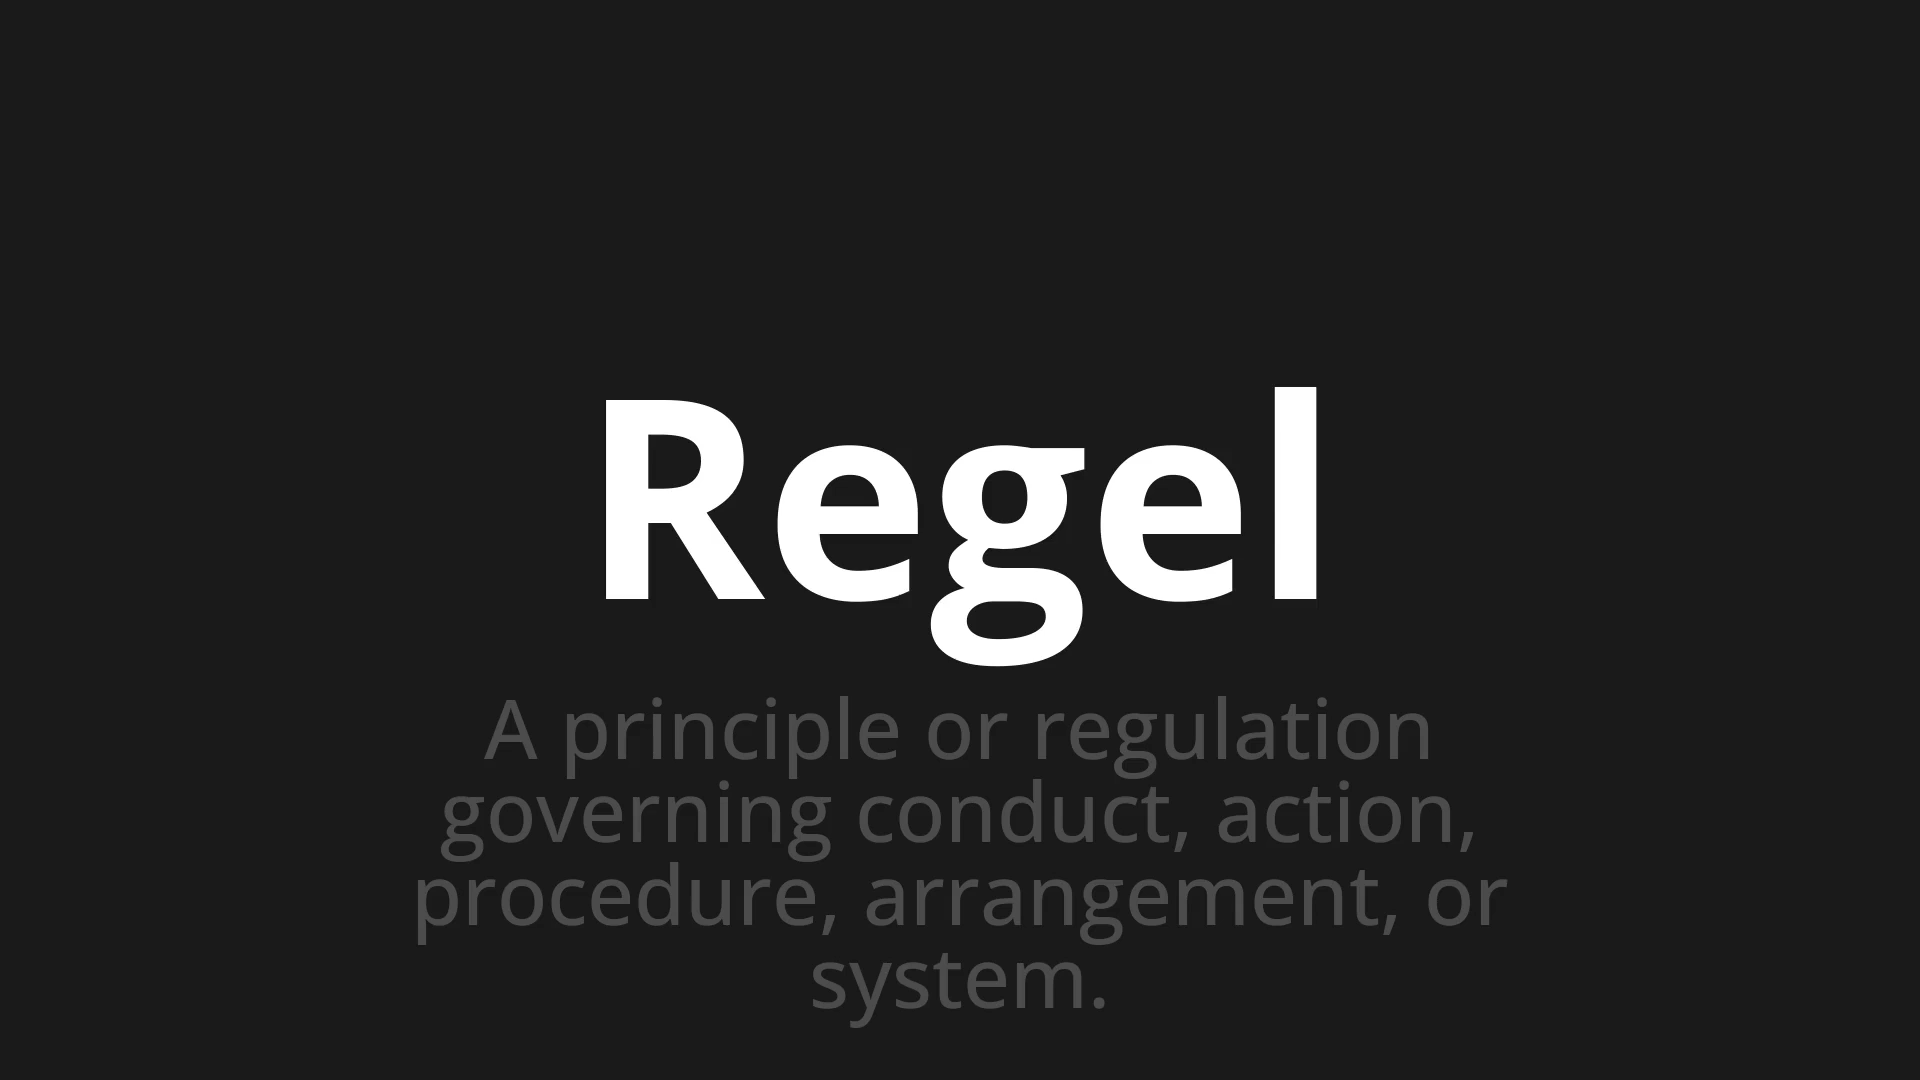 Regel
A principle or regulation
governing conduct, action,
procedure, arrangement, or
system.